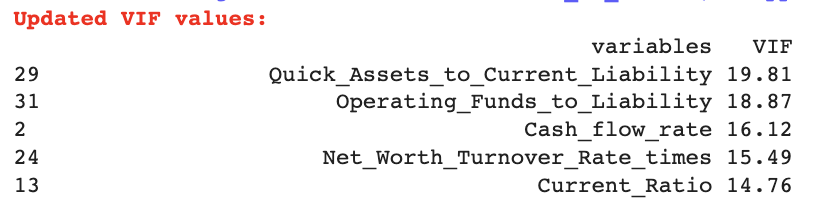 Updated VIF values:
variables VIF
29 Quick_Assets_to_Current_Liability 19.81
31 Operating_Funds_to_Liability 18.87
2 Cash_flow_rate 16.12
24 Net_Worth_Turnover_Rate_times 15.49
13 Current_Ratio 14.76